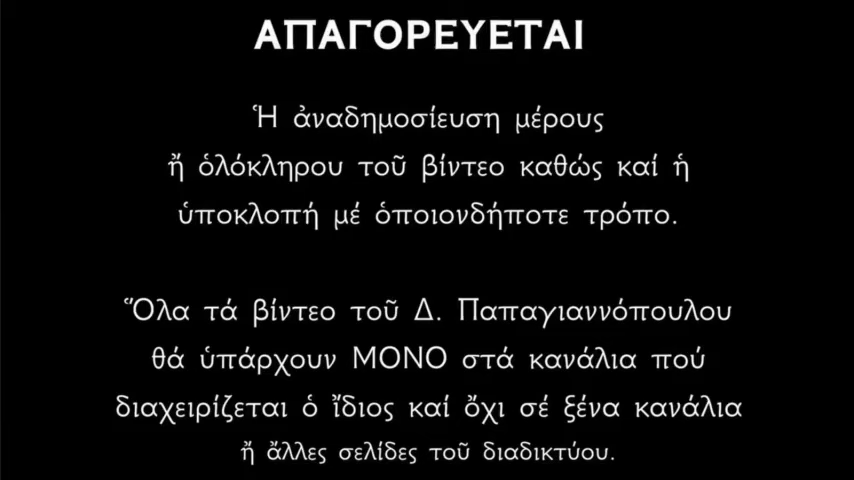 ΑΠΑΓΟΡΕΥΕΤΑΙ
Ἡ ἀναδημοσίευση μέρους
ἤ ὁλόκληρου τοῦ βίντεο καθώς καί ἡ
ὑποκλοπή μέ ὁποιονδήποτε τρόπο.
Ὅλα τά βίντεο τοῦ Δ. Παπαγιαννόπουλου
θά ὑπάρχουν ΜΟΝΟ στά κανάλια πού
διαχειρίζεται ὁ ἴδιος καί ὄχι σέ ξένα κανάλια
ἤ ἄλλες σελίδες τοῦ διαδικτύου.